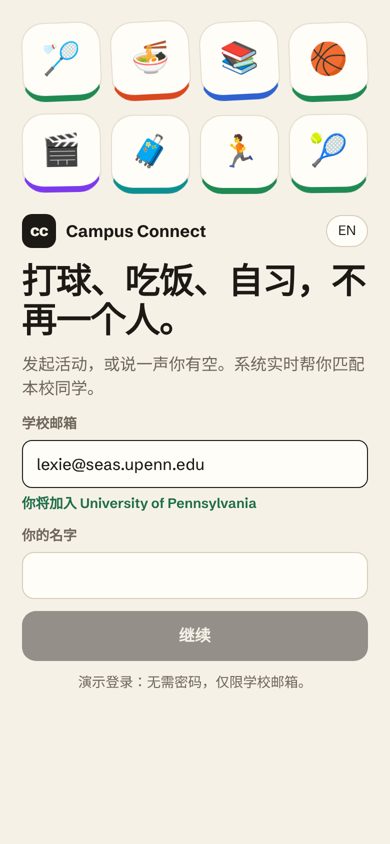 cc Campus Connect
EN
打球、吃饭、自习，不
再一个人。
发起活动，或说一声你有空。系统实时帮你匹配
本校同学。
学校邮箱
lexie@seas.upenn.edu
你将加入 University of Pennsylvania
你的名字
继续
演示登录：无需密码，仅限学校邮箱。